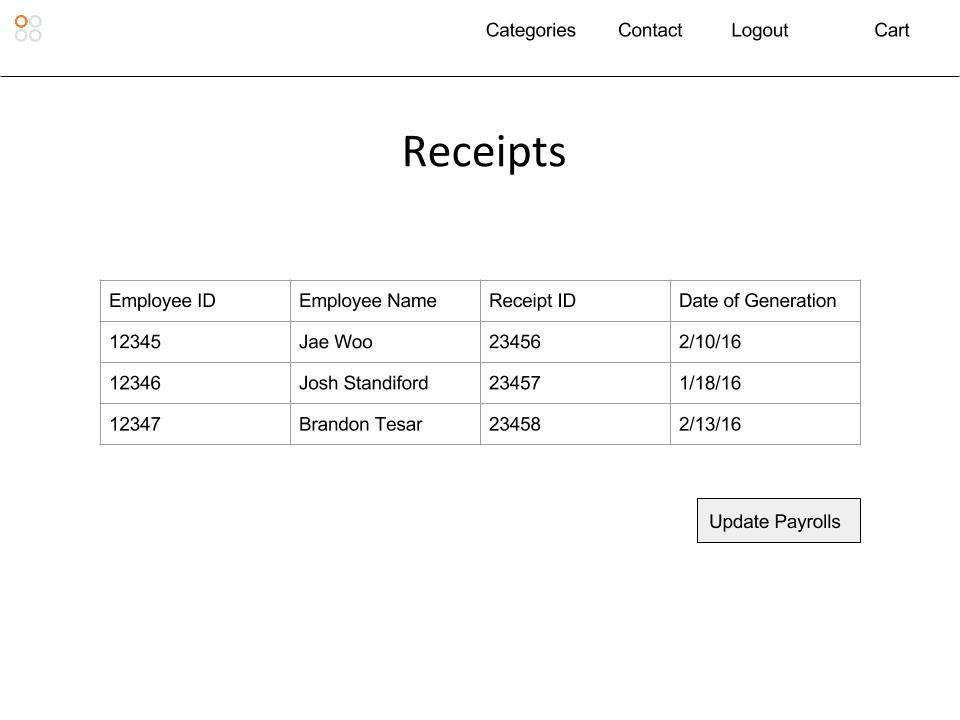 Categories Contact Logout Cart
Receipts
Employee ID Employee Name Receipt ID Date of Generation
12345 Jae Woo 23456 2/10/16
12346 Josh Standiford 23457 1/18/16
12347 Brandon Tesar 23458 2/13/16
Update Payrolls